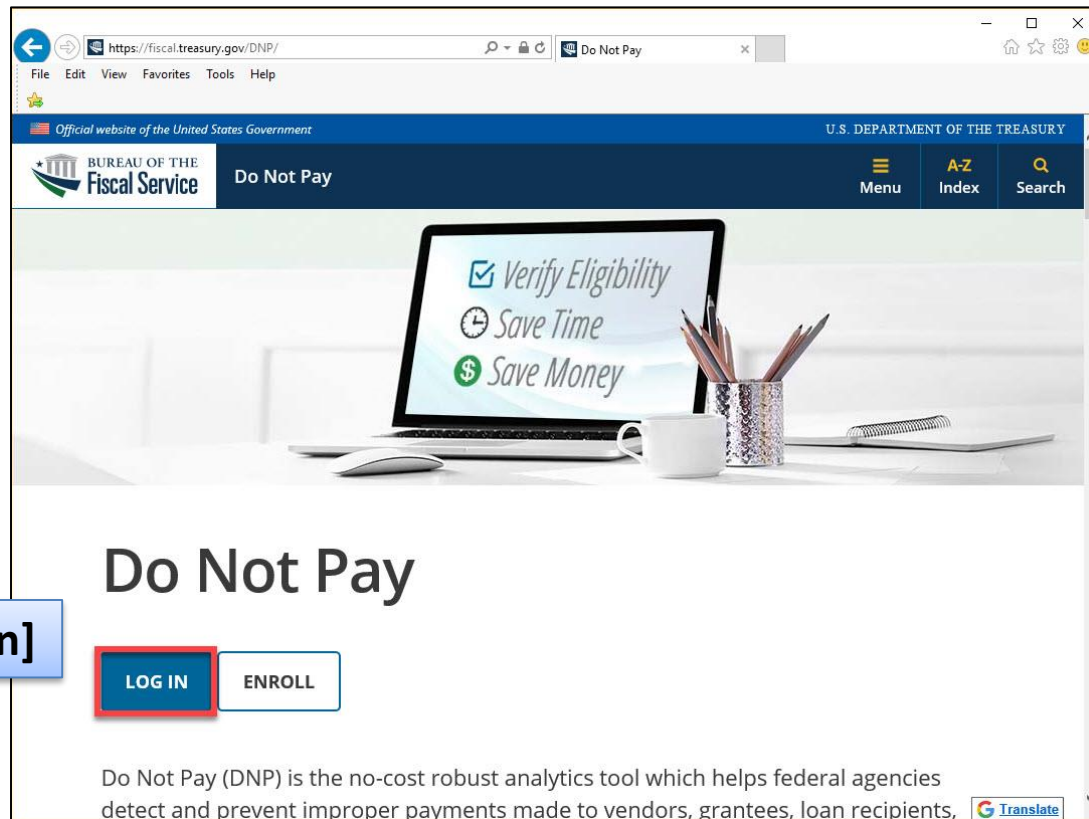 https://fiscal.treasury.gov/DNP/
Do Not Pay
File Edit View Favorites Tools Help
Official website of the United States Government
U.S. DEPARTMENT OF THE TREASURY
BUREAU OF THE
Fiscal Service
Do Not Pay
Menu
A-Z
Index
Search
Verify Eligibility
Save Time
Save Money
Do Not Pay
n]
LOG IN
ENROLL
Do Not Pay (DNP) is the no-cost robust analytics tool which helps federal agencies
detect and prevent improper payments made to vendors, grantees, loan recipients,
G Translate